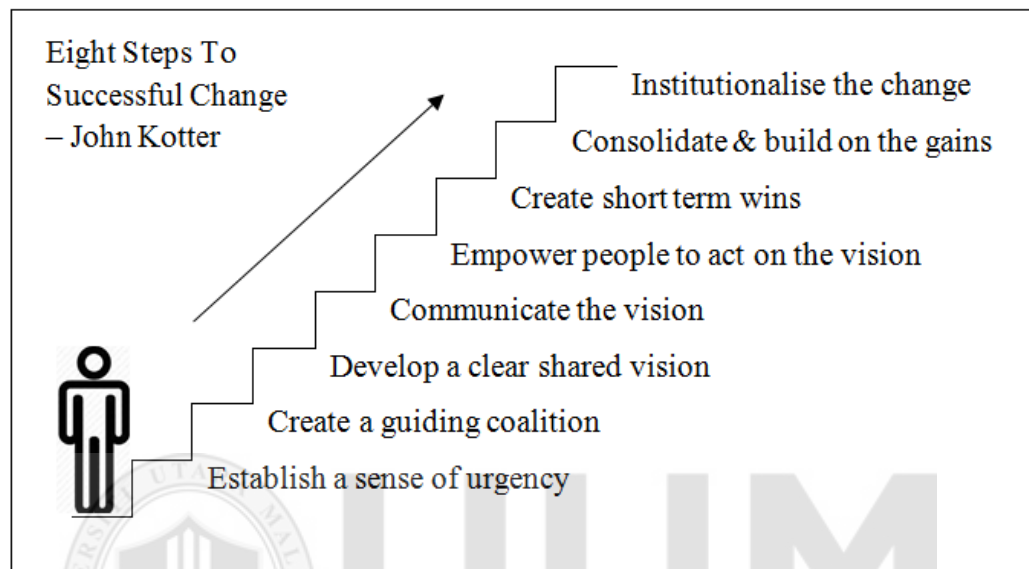 Eight Steps To
Successful Change
– John Kotter
Institutionalise the change
Consolidate & build on the gains
Create short term wins
Empower people to act on the vision
Communicate the vision
Develop a clear shared vision
Create a guiding coalition
Establish a sense of urgency
UUM